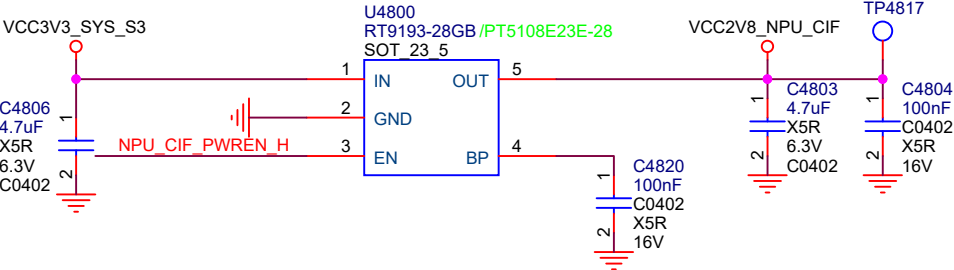 VCC3V3_SYS_S3
U4800
RT9193-28GB /PT5108E23E-28
SOT_23_5
VCC2V8_NPU_CIF
TP4817
1
IN
OUT
5
2
GND
NPU_CIF_PWREN_H
3
EN
BP
4
C4806
4.7uF
X5R
6.3V
C0402
1
2
C4820
100nF
C0402
X5R
16V
1
2
C4803
4.7uF
X5R
6.3V
C0402
1
2
C4804
100nF
C0402
X5R
16V
1
2